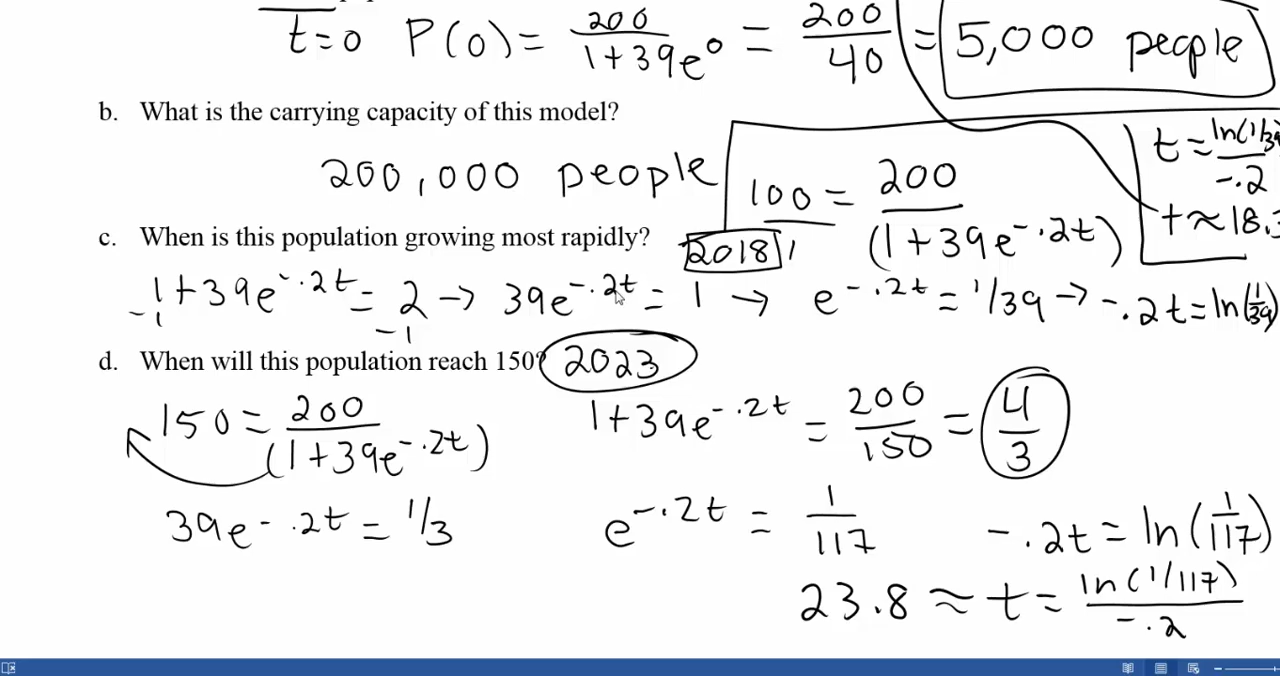 t=0 P(0) = 200/1+39e^0 = 200/40 = 5,000 people
b. What is the carrying capacity of this model?
200,000 people
100/1 = 200/(1+39e^-.2t)
t = ln(1/39)/-.2
t ≈ 18.3
c. When is this population growing most rapidly? 2018
1+39e^-.2t = 2 → 39e^-.2t = 1 → e^-.2t = 1/39 → -.2t = ln(1/39)
-1 -1
d. When will this population reach 150? 2023
150 = 200/(1+39e^-.2t)
1+39e^-.2t = 200/150 = 4/3
39e^-.2t = 1/3
e^-.2t = 1/117
-.2t = ln(1/117)
23.8 ≈ t = ln(1/117)/-.2